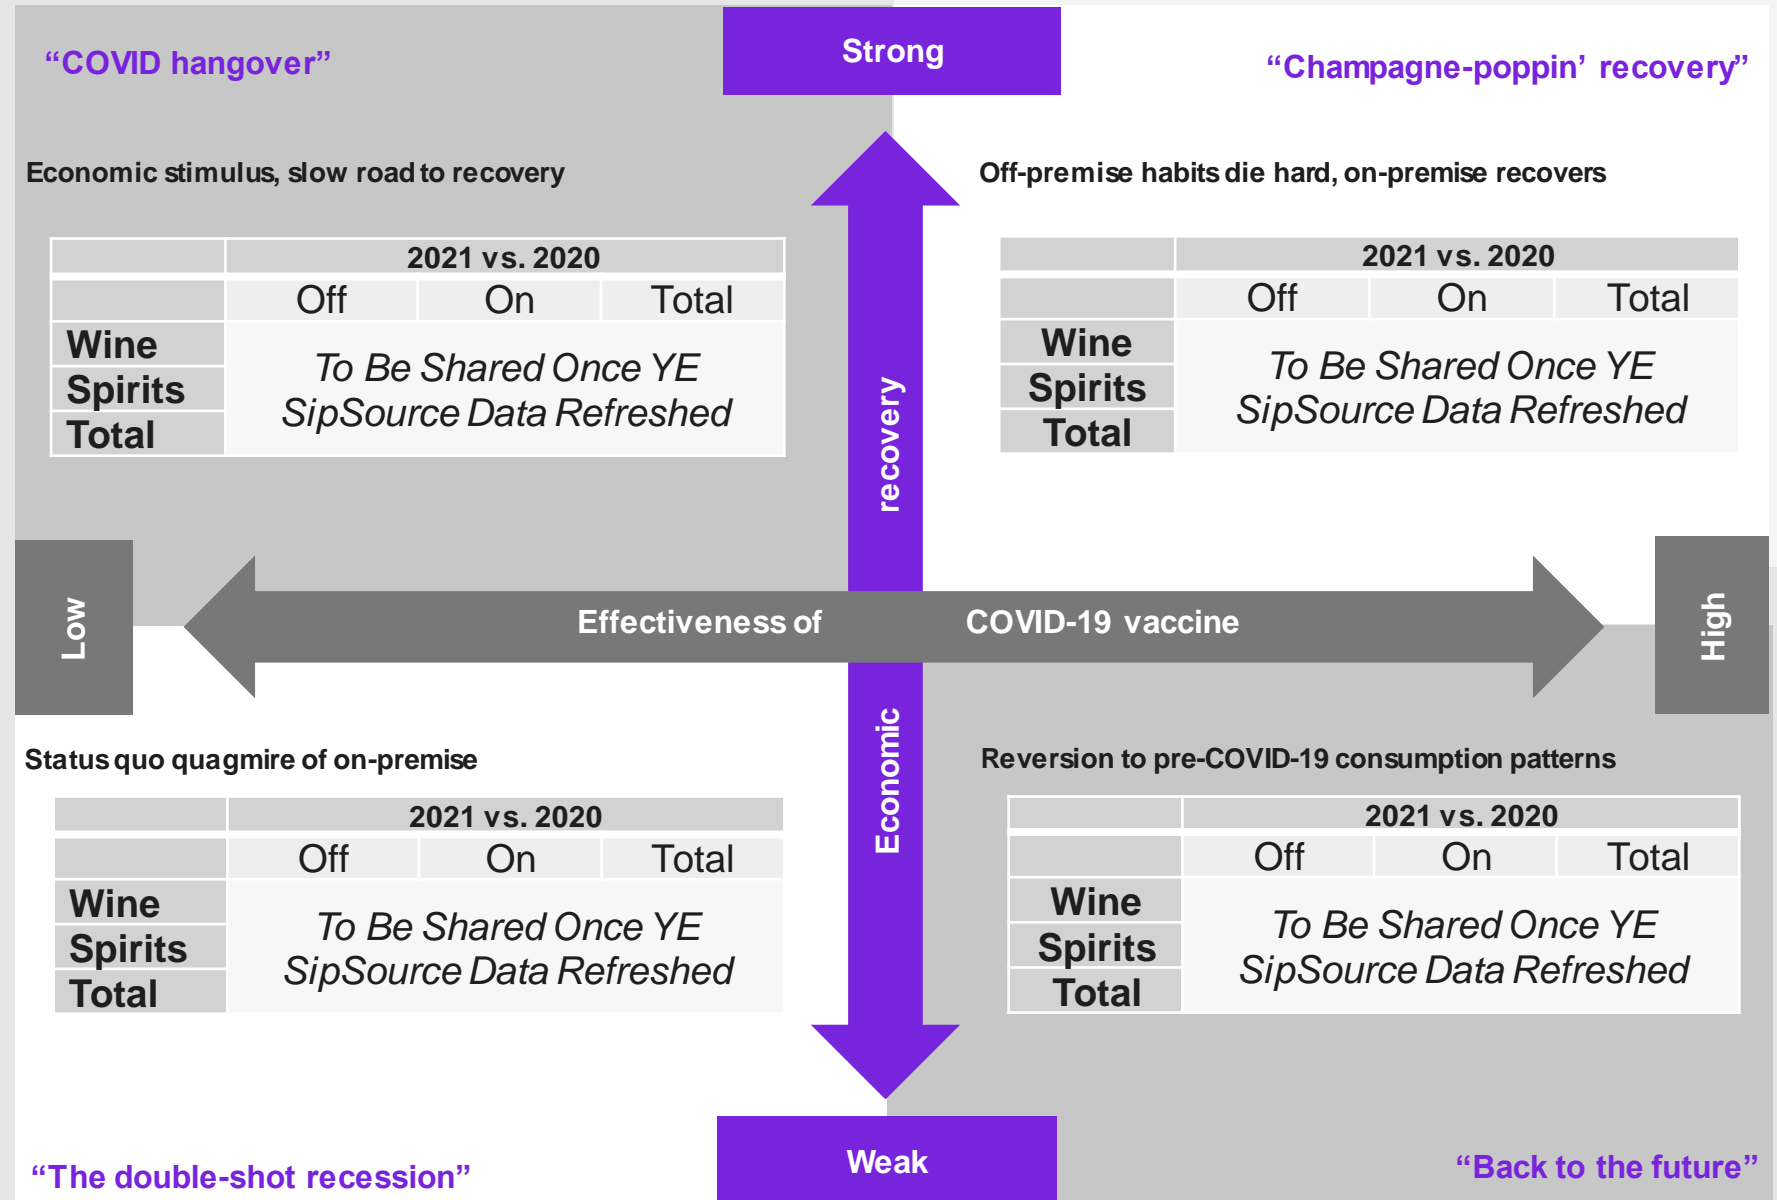 Strong
“COVID hangover”
“Champagne-poppin’ recovery”
Economic stimulus, slow road to recovery
2021 vs. 2020
Off On Total
Wine
Spirits
Total
To Be Shared Once YE
SipSource Data Refreshed
Off-premise habits die hard, on-premise recovers
2021 vs. 2020
Off On Total
Wine
Spirits
Total
To Be Shared Once YE
SipSource Data Refreshed
Economic recovery
Low
Effectiveness of COVID-19 vaccine
High
Status quo quagmire of on-premise
2021 vs. 2020
Off On Total
Wine
Spirits
Total
To Be Shared Once YE
SipSource Data Refreshed
Reversion to pre-COVID-19 consumption patterns
2021 vs. 2020
Off On Total
Wine
Spirits
Total
To Be Shared Once YE
SipSource Data Refreshed
“The double-shot recession”
Weak
“Back to the future”